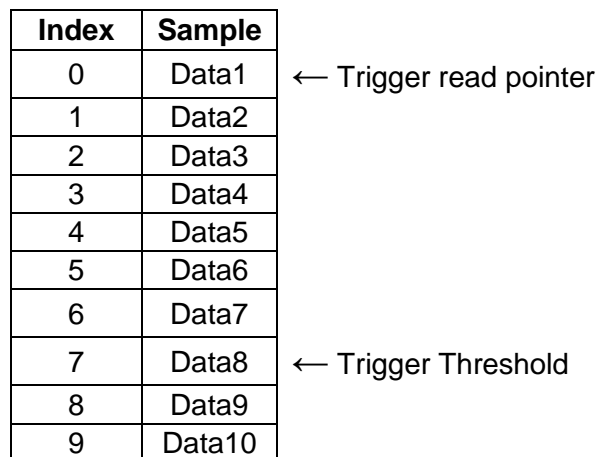 Index Sample
0 Data1 ← Trigger read pointer
1 Data2
2 Data3
3 Data4
4 Data5
5 Data6
6 Data7
7 Data8 ← Trigger Threshold
8 Data9
9 Data10